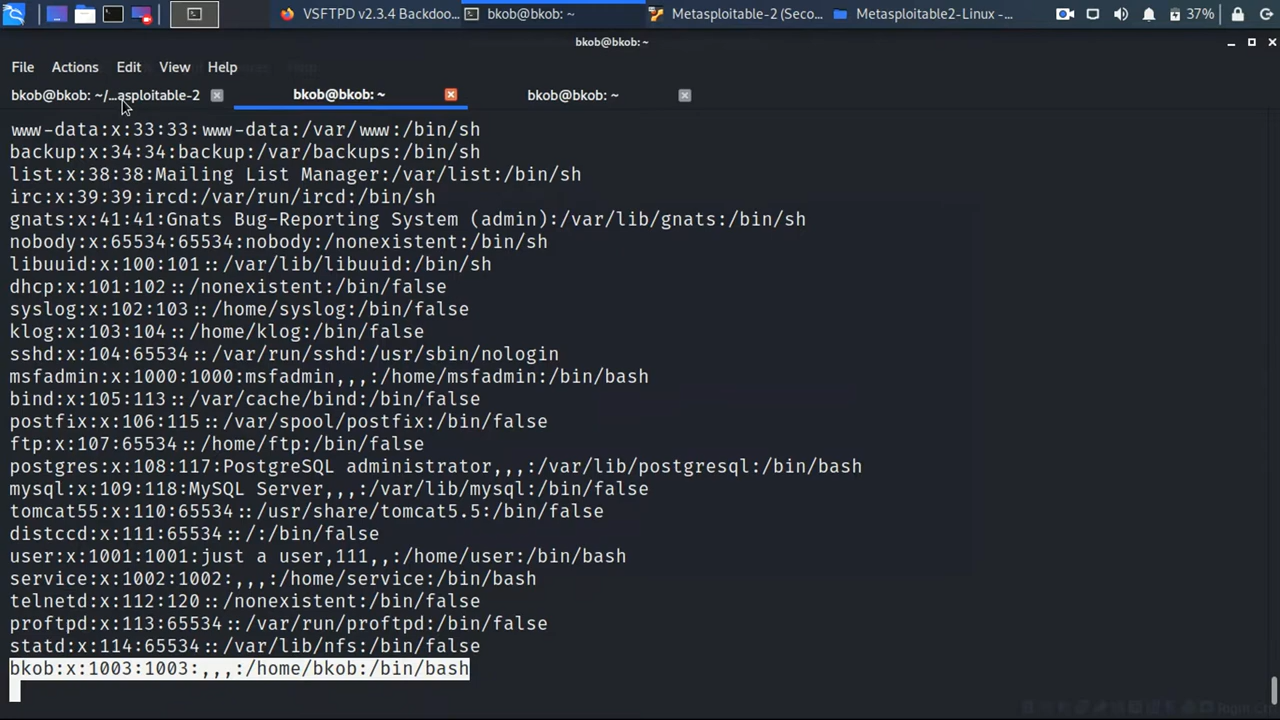 VSFTPD v2.3.4 Backdoo...
bkob@bkob: ~
Metasploitable-2 (Seco...
Metasploitable2-Linux -...
37%
bkob@bkob:~
File Actions Edit View Help
bkob@bkob: ~/...asploitable-2
bkob@bkob: ~
bkob@bkob: ~
www-data:x:33:33:www-data:/var/www:/bin/sh
backup:x:34:34:backup:/var/backups:/bin/sh
list:x:38:38:Mailing List Manager:/var/list:/bin/sh
irc:x:39:39:ircd:/var/run/ircd:/bin/sh
gnats:x:41:41:Gnats Bug-Reporting System (admin):/var/lib/gnats:/bin/sh
nobody:x:65534:65534:nobody:/nonexistent:/bin/sh
libuuid:x:100:101::/var/lib/libuuid:/bin/sh
dhcp:x:101:102::/nonexistent:/bin/false
syslog:x:102:103::/home/syslog:/bin/false
klog:x:103:104::/home/klog:/bin/false
sshd:x:104:65534::/var/run/sshd:/usr/sbin/nologin
msfadmin:x:1000:1000:msfadmin,,,:/home/msfadmin:/bin/bash
bind:x:105:113::/var/cache/bind:/bin/false
postfix:x:106:115::/var/spool/postfix:/bin/false
ftp:x:107:65534::/home/ftp:/bin/false
postgres:x:108:117:PostgreSQL administrator,,,:/var/lib/postgresql:/bin/bash
mysql:x:109:118:MySQL Server,,,:/var/lib/mysql:/bin/false
tomcat55:x:110:65534::/usr/share/tomcat5.5:/bin/false
distccd:x:111:65534::/:/bin/false
user:x:1001:1001:just a user,111,,:/home/user:/bin/bash
service:x:1002:1002:,,,:/home/service:/bin/bash
telnetd:x:112:120::/nonexistent:/bin/false
proftpd:x:113:65534::/var/run/proftpd:/bin/false
statd:x:114:65534::/var/lib/nfs:/bin/false
bkob:x:1003:1003:,,,:/home/bkob:/bin/bash
Right Ctrl